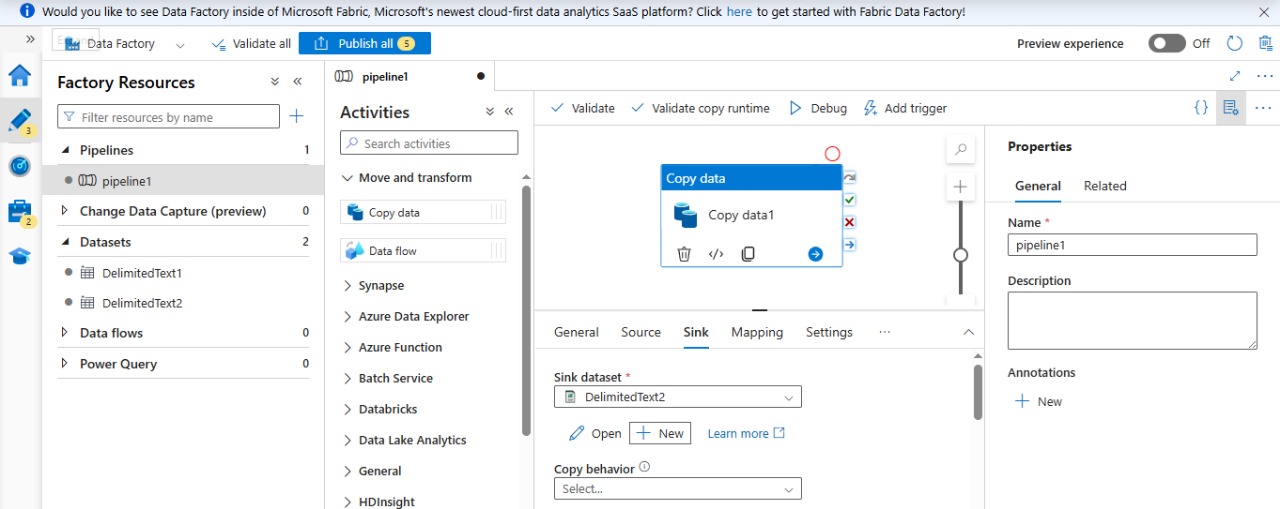 Would you like to see Data Factory inside of Microsoft Fabric, Microsoft's newest cloud-first data analytics SaaS platform? Click here to get started with Fabric Data Factory!
Data Factory
Validate all
Publish all 5
Preview experience
Off
3
2
Factory Resources
Filter resources by name
Pipelines 1
pipeline1
Change Data Capture (preview) 0
Datasets 2
DelimitedText1
DelimitedText2
Data flows 0
Power Query 0
pipeline1
Activities
Search activities
Move and transform
Copy data
Data flow
Synapse
Azure Data Explorer
Azure Function
Batch Service
Databricks
Data Lake Analytics
General
HDInsight
Validate
Validate copy runtime
Debug
Add trigger
Copy data
Copy data1
General
Source
Sink
Mapping
Settings
Sink dataset *
DelimitedText2
Open
New
Learn more
Copy behavior
Select...
Properties
General
Related
Name *
pipeline1
Description
Annotations
New